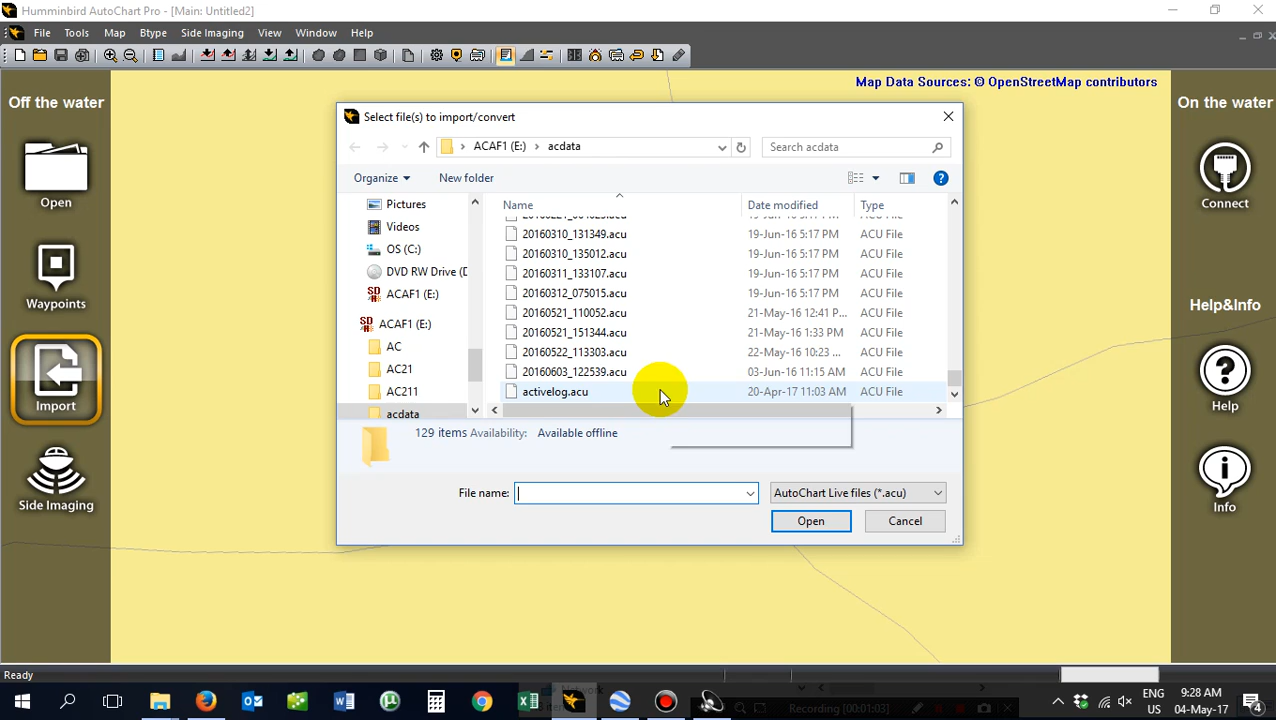 Humminbird AutoChart Pro - [Main: Untitled2]
File Tools Map Btype Side Imaging View Window Help
Map Data Sources: © OpenStreetMap contributors
Off the water
Open
Waypoints
Import
Side Imaging
Select file(s) to import/convert
ACAF1 (E:) acdata
Search acdata
Organize New folder
Pictures
Videos
OS (C:)
DVD RW Drive (D
ACAF1 (E:)
ACAF1 (E:)
AC
AC21
AC211
acdata
Name Date modified Type
20160310_131349.acu 19-Jun-16 5:17 PM ACU File
20160310_135012.acu 19-Jun-16 5:17 PM ACU File
20160311_133107.acu 19-Jun-16 5:17 PM ACU File
20160312_075015.acu 19-Jun-16 5:17 PM ACU File
20160521_110052.acu 21-May-16 12:41 P... ACU File
20160521_151344.acu 21-May-16 1:33 PM ACU File
20160522_113303.acu 22-May-16 10:23 ... ACU File
20160603_122539.acu 03-Jun-16 11:15 AM ACU File
activelog.acu 20-Apr-17 11:03 AM ACU File
129 items Availability: Available offline
File name:
AutoChart Live files (*.acu)
Open Cancel
On the water
Connect
Help&Info
Help
Info
Ready
Recording [00:01:03]
ENG
US
9:28 AM
04-May-17
4